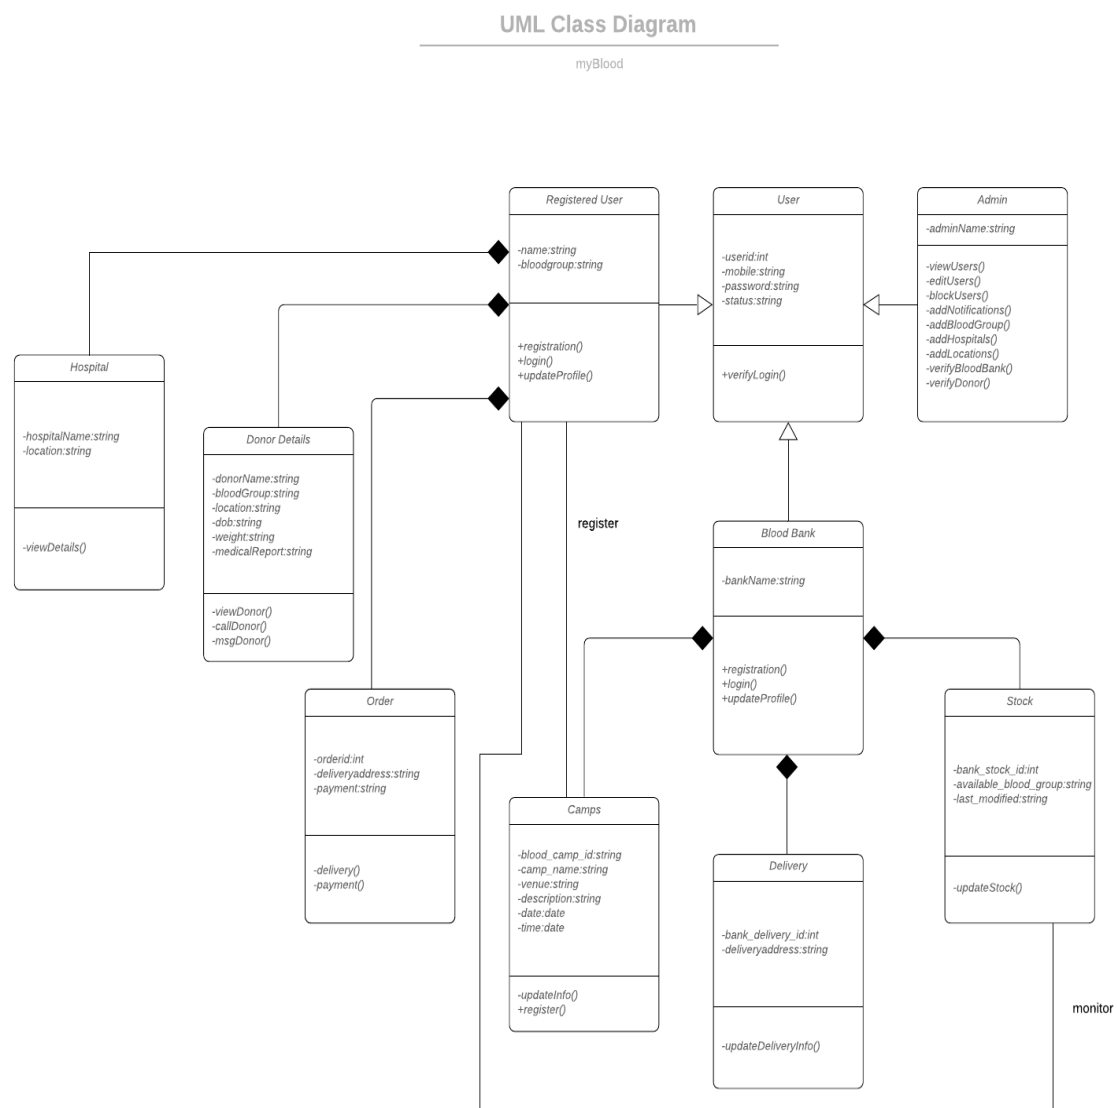 UML Class Diagram
myBlood
Registered User
-name:string
-bloodgroup:string
+registration()
+login()
+updateProfile()
User
-userid:int
-mobile:string
-password:string
-status:string
+verifyLogin()
Admin
-adminName:string
-viewUsers()
-editUsers()
-blockUsers()
-addNotifications()
-addBloodGroup()
-addHospitals()
-addLocations()
-verifyBloodBank()
-verifyDonor()
Hospital
-hospitalName:string
-location:string
-viewDetails()
Donor Details
-donorName:string
-bloodGroup:string
-location:string
-dob:string
-weight:string
-medicalReport:string
-viewDonor()
-callDonor()
-msgDonor()
register
Blood Bank
-bankName:string
+registration()
+login()
+updateProfile()
Order
-orderid:int
-deliveryaddress:string
-payment:string
-delivery()
-payment()
Stock
-bank_stock_id:int
-available_blood_group:string
-last_modified:string
-updateStock()
Camps
-blood_camp_id:string
-camp_name:string
-venue:string
-description:string
-date:date
-time:date
-updateInfo()
+register()
Delivery
-bank_delivery_id:int
-deliveryaddress:string
-updateDeliveryInfo()
monitor